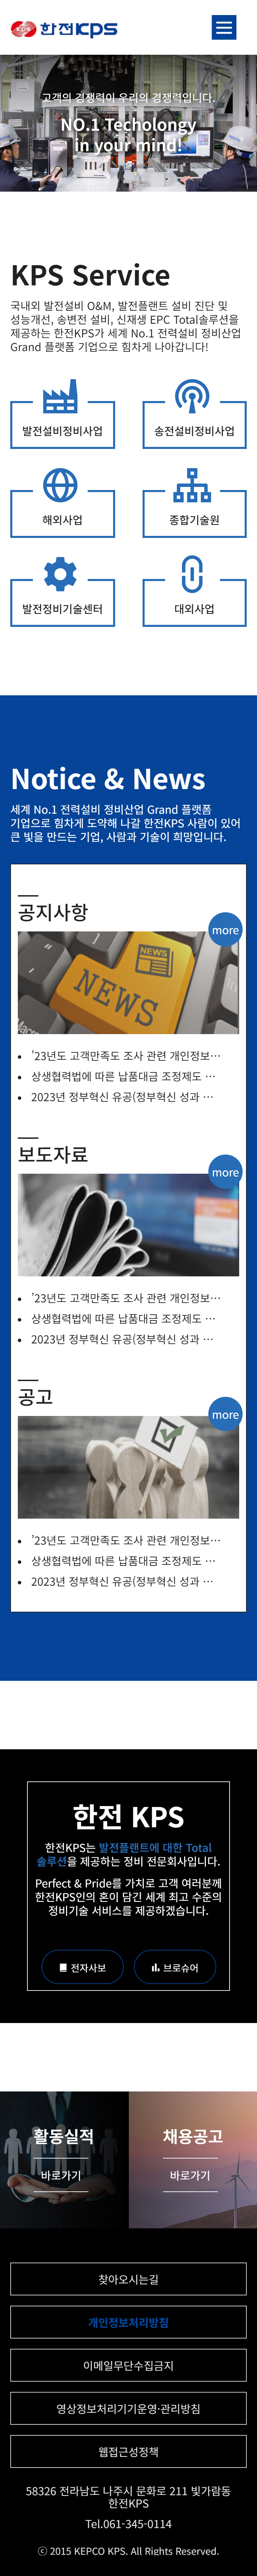 한전KPS
고객의 경쟁력이 우리의 경쟁력입니다.
NO.1 Techolongy
in your mind!
KPS Service
국내외 발전설비 O&M, 발전플랜트 설비 진단 및
성능개선, 송변전 설비, 신재생 EPC Total솔루션을
제공하는 한전KPS가 세계 No.1 전력설비 정비산업
Grand 플랫폼 기업으로 힘차게 나아갑니다!
발전설비정비사업
송전설비정비사업
해외사업
종합기술원
발전정비기술센터
대외사업
Notice & News
세계 No.1 전력설비 정비산업 Grand 플랫폼
기업으로 힘차게 도약해 나갈 한전KPS 사람이 있어
큰 빛을 만드는 기업, 사람과 기술이 희망입니다.
공지사항
more
NEWS
’23년도 고객만족도 조사 관련 개인정보…
상생협력법에 따른 납품대금 조정제도 …
2023년 정부혁신 유공(정부혁신 성과 …
보도자료
more
’23년도 고객만족도 조사 관련 개인정보…
상생협력법에 따른 납품대금 조정제도 …
2023년 정부혁신 유공(정부혁신 성과 …
공고
more
’23년도 고객만족도 조사 관련 개인정보…
상생협력법에 따른 납품대금 조정제도 …
2023년 정부혁신 유공(정부혁신 성과 …
한전 KPS
한전KPS는 발전플랜트에 대한 Total
솔루션을 제공하는 정비 전문회사입니다.
Perfect & Pride를 가치로 고객 여러분께
한전KPS인의 혼이 담긴 세계 최고 수준의
정비기술 서비스를 제공하겠습니다.
전자사보
브로슈어
활동실적
바로가기
채용공고
바로가기
찾아오시는길
개인정보처리방침
이메일무단수집금지
영상정보처리기기운영·관리방침
웹접근성정책
58326 전라남도 나주시 문화로 211 빛가람동
한전KPS
Tel.061-345-0114
ⓒ 2015 KEPCO KPS. All Rights Reserved.